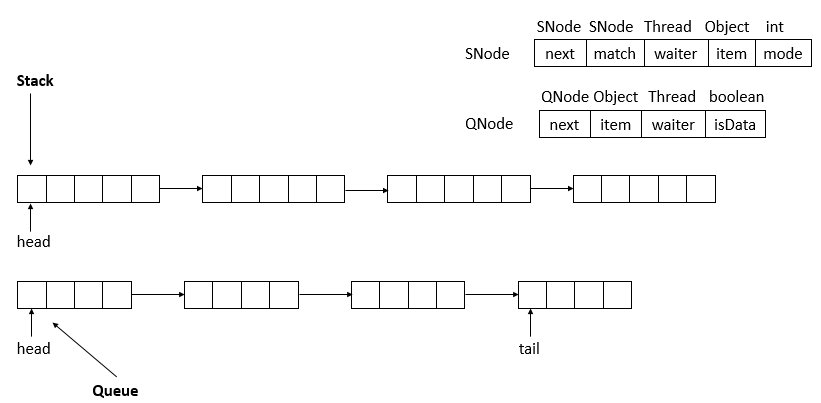 SNode SNode Thread Object int
SNode next match waiter item mode
Stack
QNode Object Thread boolean
QNode next item waiter isData
head
head
tail
Queue